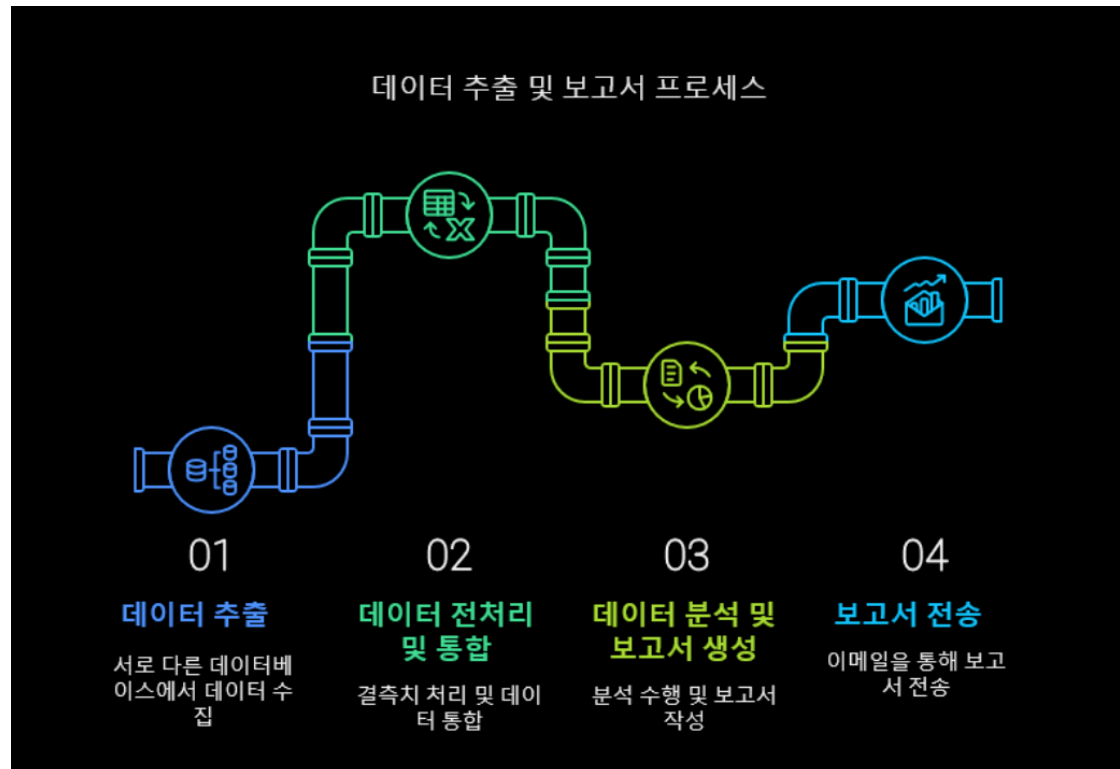 데이터 추출 및 보고서 프로세스
01
데이터 추출
서로 다른 데이터베
이스에서 데이터 수
집
02
데이터 전처리
및 통합
결측치 처리 및 데이
터 통합
03
데이터 분석 및
보고서 생성
분석 수행 및 보고서
작성
04
보고서 전송
이메일을 통해 보고
서 전송